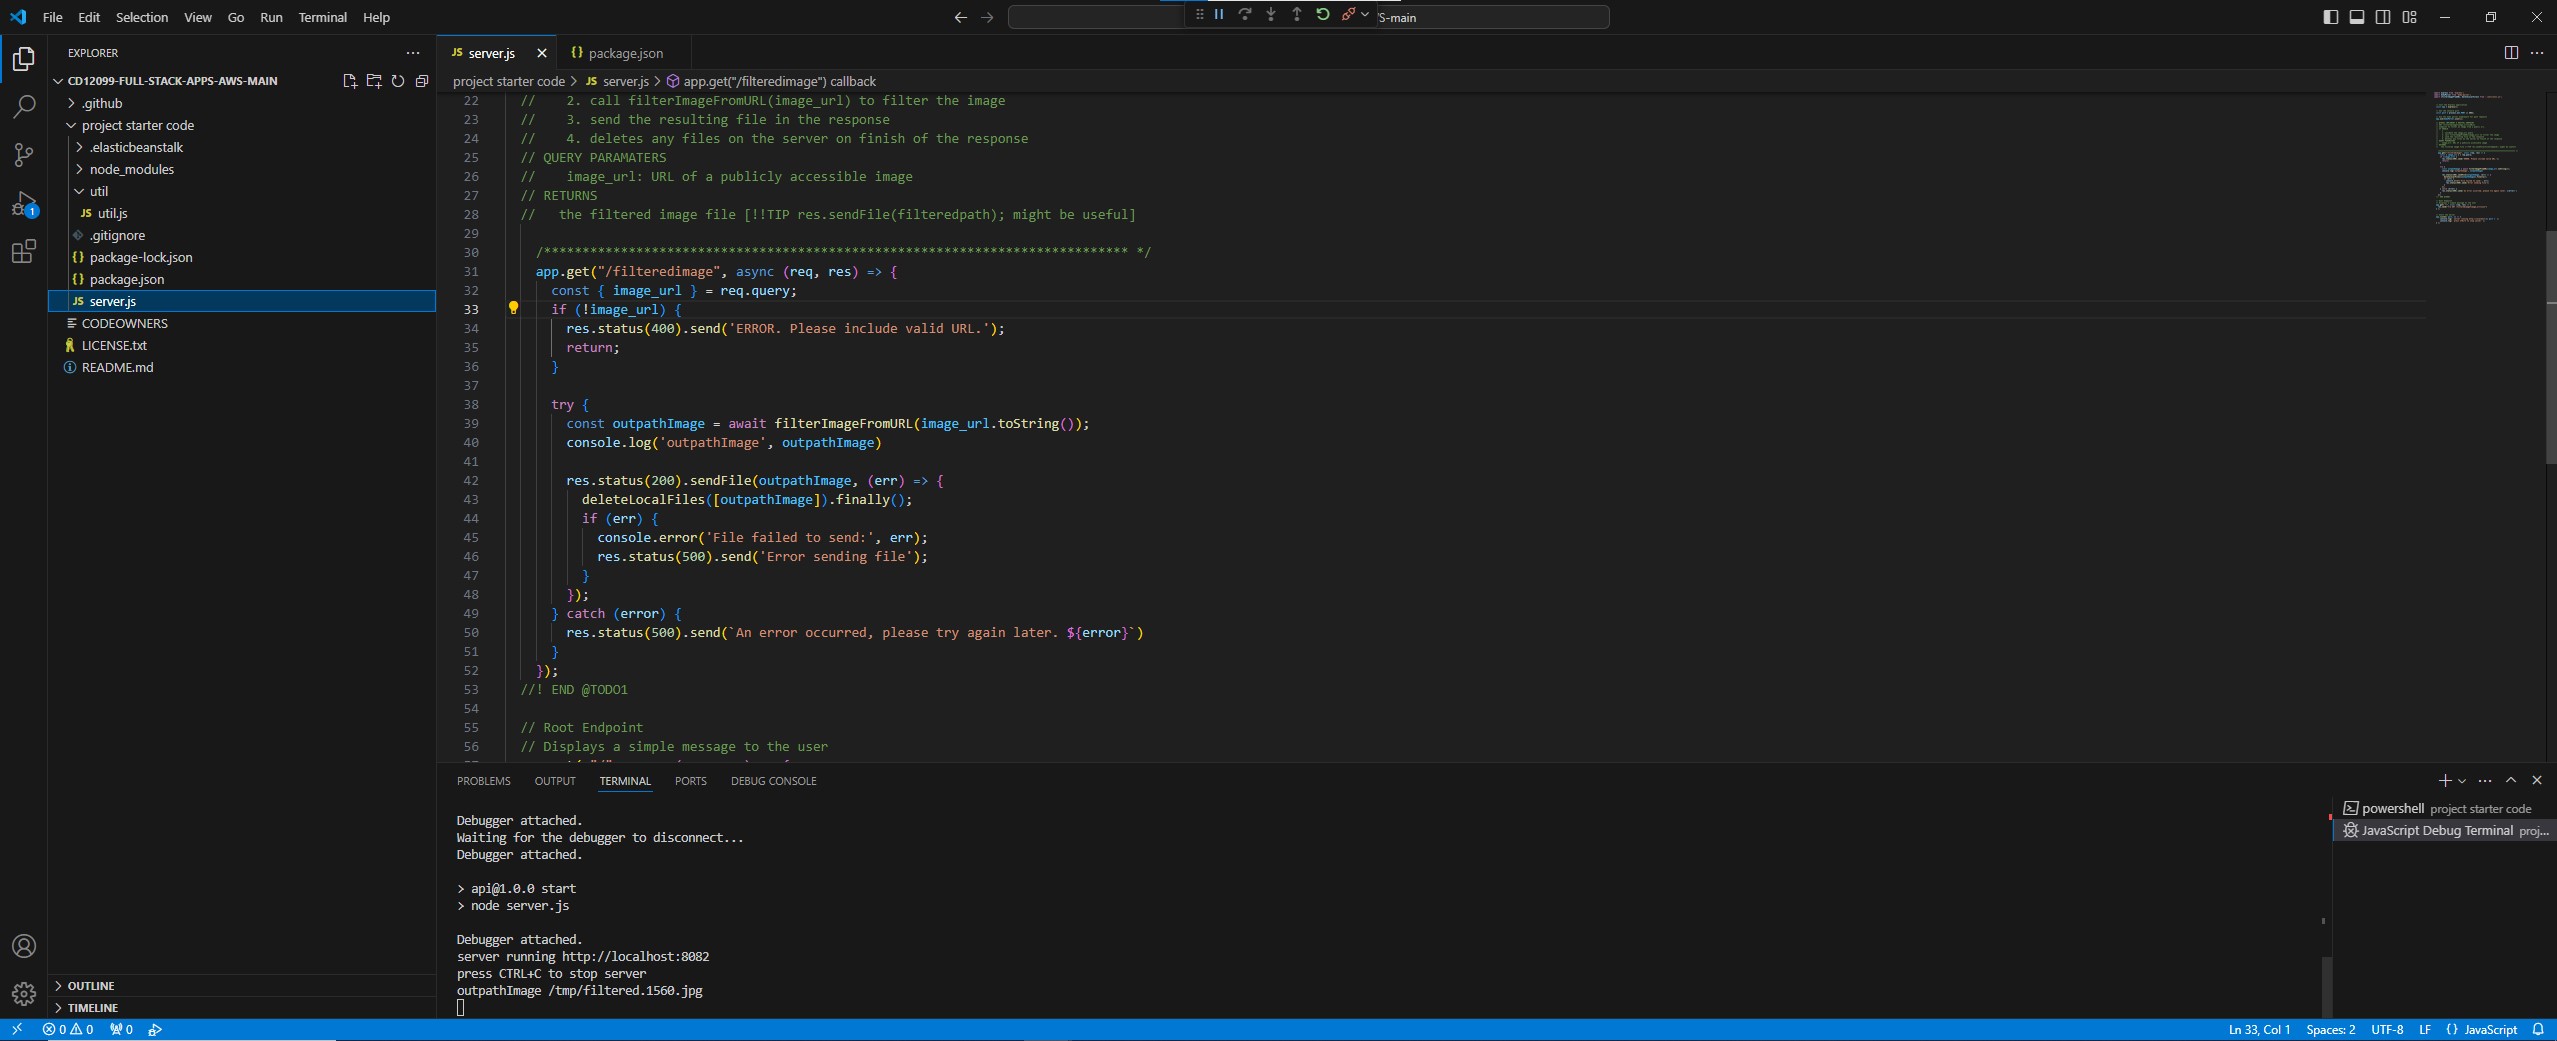 File Edit Selection View Go Run Terminal Help
S-main
EXPLORER
CD12099-FULL-STACK-APPS-AWS-MAIN
.github
project starter code
.elasticbeanstalk
node_modules
util
JS util.js
.gitignore
{} package-lock.json
{} package.json
JS server.js
CODEOWNERS
LICENSE.txt
README.md
OUTLINE
TIMELINE
1
JS server.js
{} package.json
project starter code > JS server.js > app.get("/filteredimage") callback
22 //    2. call filterImageFromURL(image_url) to filter the image
23 //    3. send the resulting file in the response
24 //    4. deletes any files on the server on finish of the response
25 // QUERY PARAMATERS
26 //    image_url: URL of a publicly accessible image
27 // RETURNS
28 //   the filtered image file [!!TIP res.sendFile(filteredpath); might be useful]
29
30 /**************************************************************************** */
31 app.get("/filteredimage", async (req, res) => {
32 const { image_url } = req.query;
33 if (!image_url) {
34 res.status(400).send('ERROR. Please include valid URL.');
35 return;
36 }
37
38 try {
39 const outpathImage = await filterImageFromURL(image_url.toString());
40 console.log('outpathImage', outpathImage)
41
42 res.status(200).sendFile(outpathImage, (err) => {
43 deleteLocalFiles([outpathImage]).finally();
44 if (err) {
45 console.error('File failed to send:', err);
46 res.status(500).send('Error sending file');
47 }
48 });
49 } catch (error) {
50 res.status(500).send(`An error occurred, please try again later. ${error}`)
51 }
52 });
53 //! END @TODO1
54
55 // Root Endpoint
56 // Displays a simple message to the user
PROBLEMS OUTPUT TERMINAL PORTS DEBUG CONSOLE
Debugger attached.
Waiting for the debugger to disconnect...
Debugger attached.
> api@1.0.0 start
> node server.js
Debugger attached.
server running http://localhost:8082
press CTRL+C to stop server
outpathImage /tmp/filtered.1560.jpg
powershell project starter code
JavaScript Debug Terminal proj...
0 0 0
Ln 33, Col 1 Spaces: 2 UTF-8 LF {} JavaScript